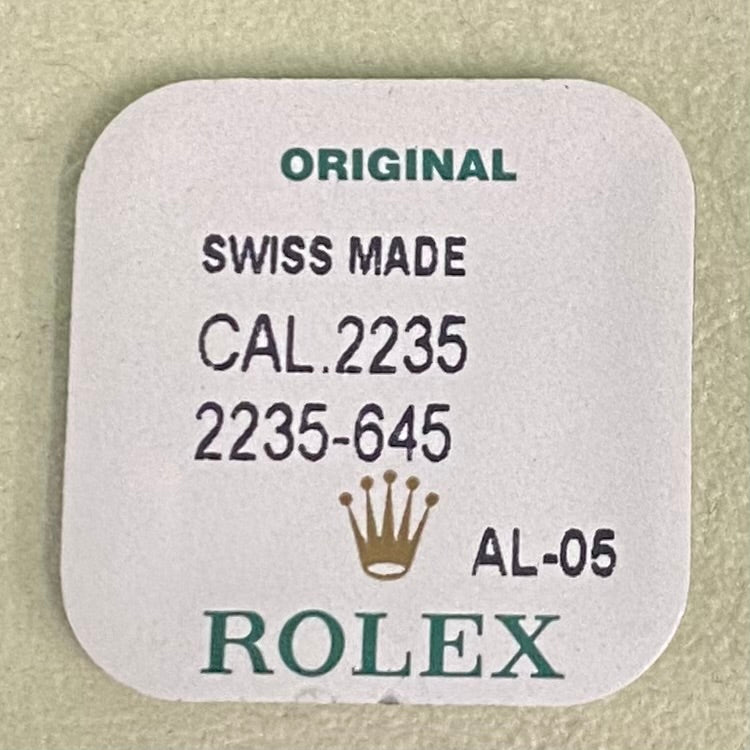 ORIGINAL
SWISS MADE
CAL.2235
2235-645
AL-05
ROLEX